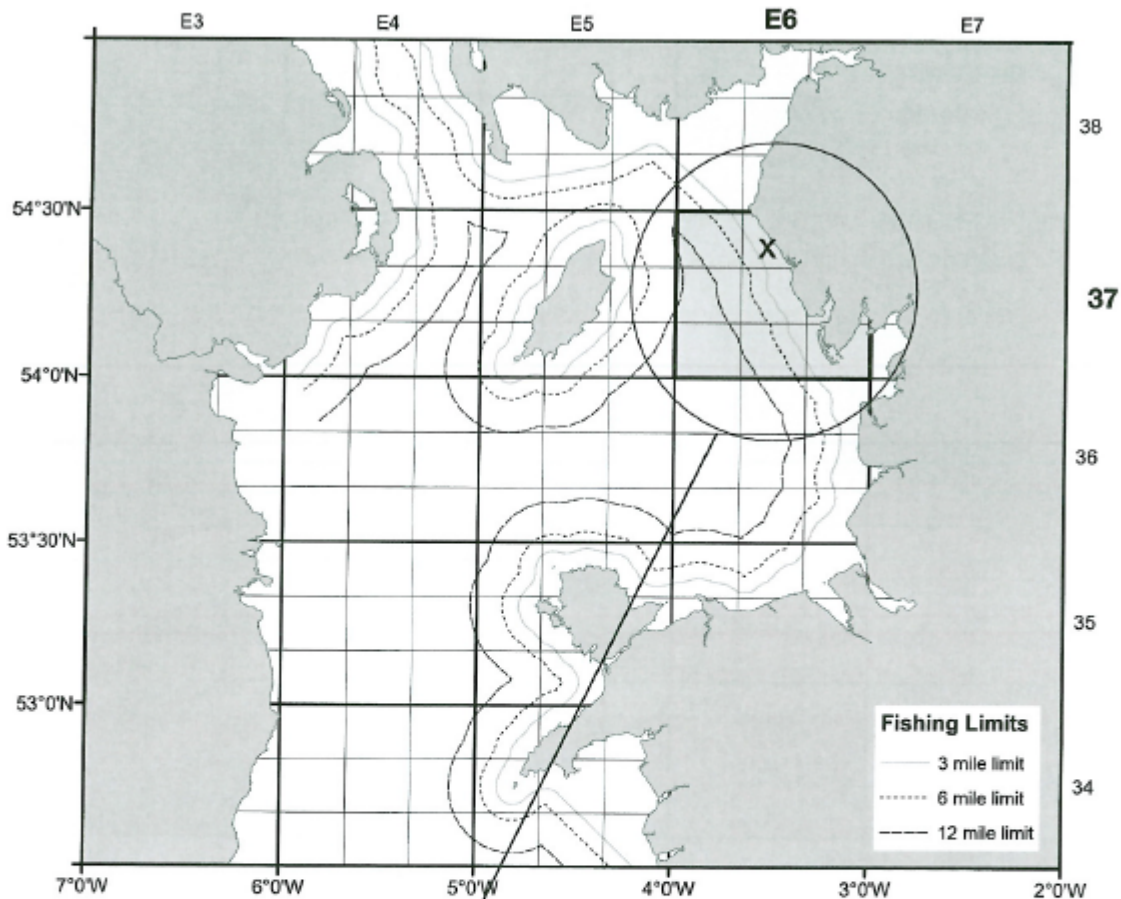 E3 E4 E5 E6 E7
38
54°30'N
X
37
54°0'N
36
53°30'N
35
53°0'N
Fishing Limits
3 mile limit
6 mile limit
12 mile limit
34
7°0'W 6°0'W 5°0'W 4°0'W 3°0'W 2°0'W